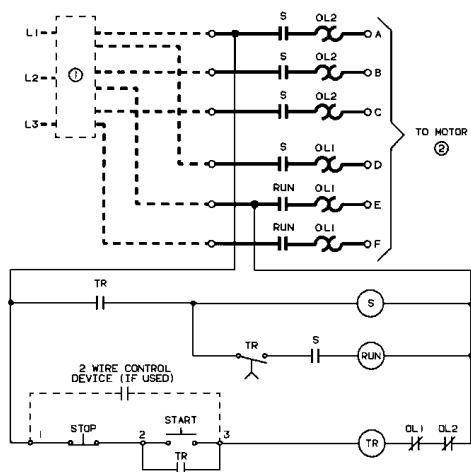 S OL2
L1 A
S OL2
L2 1 B
S OL2
L3 C
TO MOTOR
2
S OL1
D
RUN OL1
E
RUN OL1
F
TR
S
TR S
RUN
2 WIRE CONTROL
DEVICE (IF USED)
START
1 STOP 2 3
TR OL1 OL2
TR